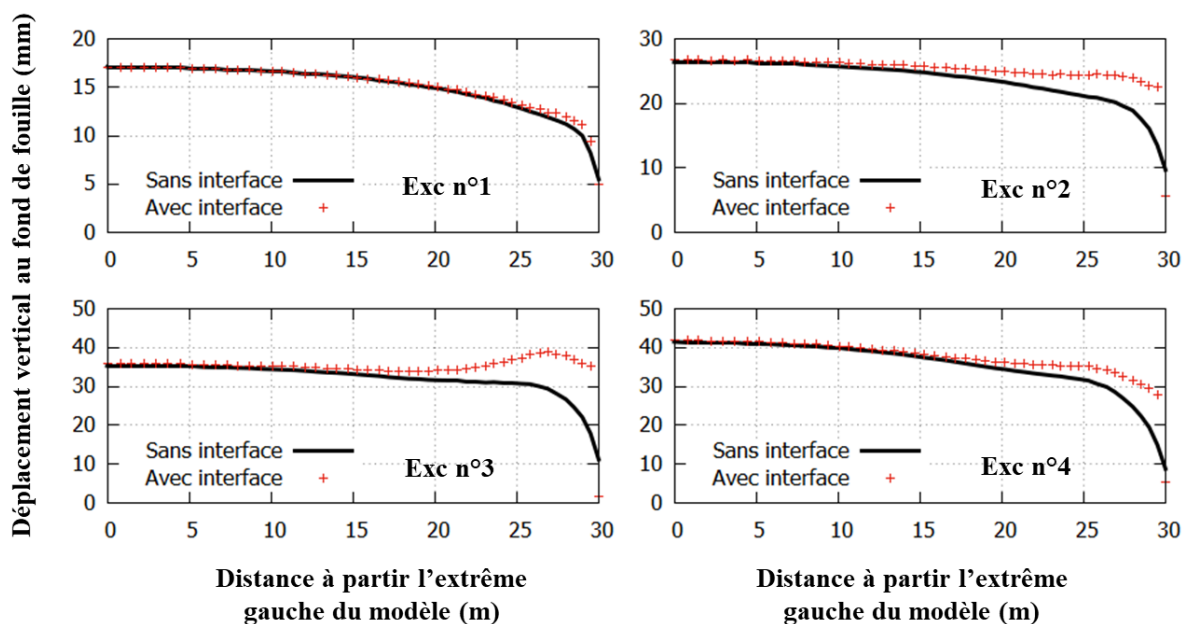 Déplacement vertical au fond de fouille (mm)
20
15
10
5
0
Sans interface
Avec interface
Exc n°1
0 5 10 15 20 25 30
30
20
10
0
Sans interface
Avec interface
Exc n°2
0 5 10 15 20 25 30
50
40
30
20
10
0
Sans interface
Avec interface
Exc n°3
0 5 10 15 20 25 30
50
40
30
20
10
0
Sans interface
Avec interface
Exc n°4
0 5 10 15 20 25 30
Distance à partir l’extrême
gauche du modèle (m)
Distance à partir l’extrême
gauche du modèle (m)